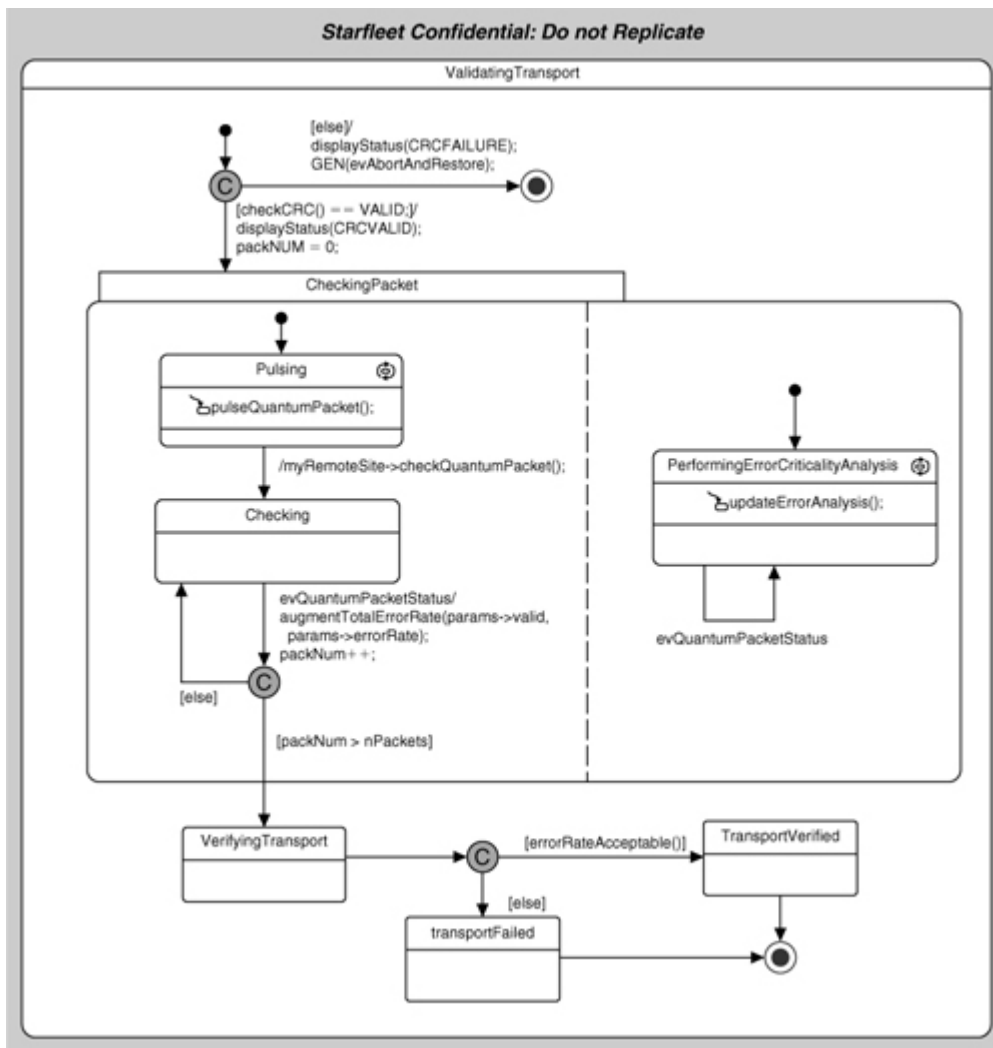 Starfleet Confidential: Do not Replicate
ValidatingTransport
[else]/
displayStatus(CRCFAILURE);
GEN(evAbortAndRestore);
C
[checkCRC() == VALID;]/
displayStatus(CRCVALID);
packNUM = 0;
CheckingPacket
Pulsing
pulseQuantumPacket();
/myRemoteSite->checkQuantumPacket();
Checking
evQuantumPacketStatus/
augmentTotalErrorRate(params->valid,
params->errorRate);
packNum++;
C
[else]
[packNum > nPackets]
PerformingErrorCriticalityAnalysis
updateErrorAnalysis();
evQuantumPacketStatus
VerifyingTransport
C
[errorRateAcceptable()]
TransportVerified
[else]
transportFailed